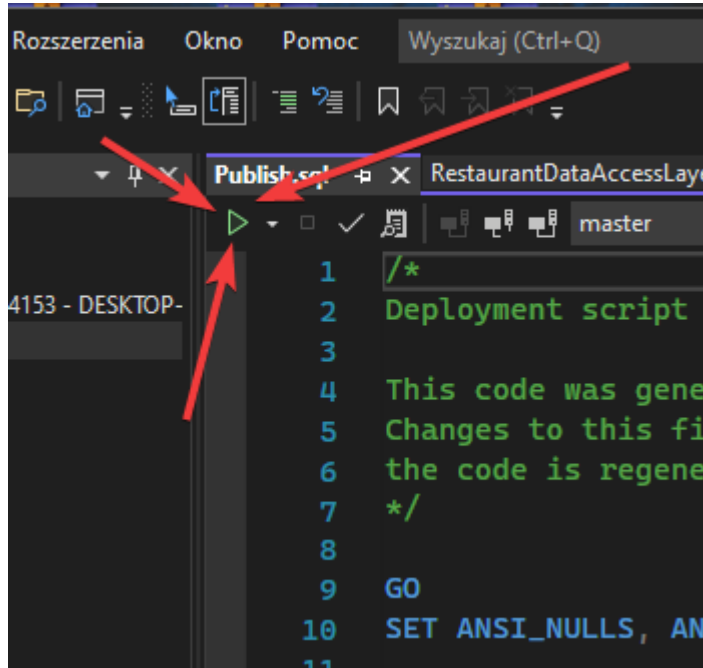 Rozszerzenia Okno Pomoc Wyszukaj (Ctrl+Q)
Publish.sql RestaurantDataAccessLaye
master
4153 - DESKTOP-
1 /*
2 Deployment script
3
4 This code was gene
5 Changes to this fi
6 the code is regene
7 */
8
9 GO
10 SET ANSI_NULLS, AN
11